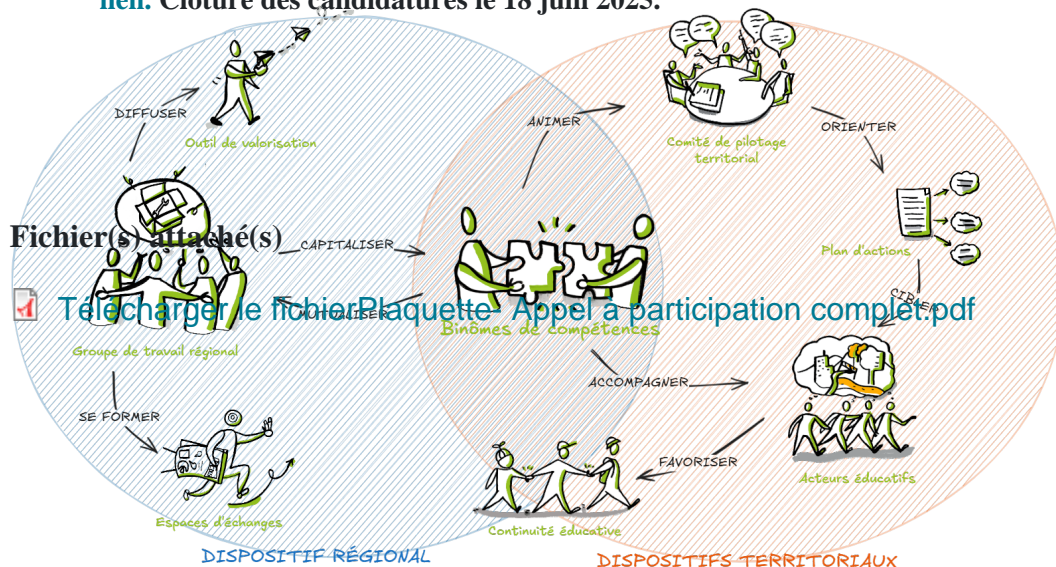 lien. Clôture des candidatures le 18 juin 2025.
DIFFUSER
Outil de valorisation
ANIMER
Comité de pilotage
territorial
ORIENTER
Fichier(s) attaché(s)
CAPITALISER
Plan d'actions
CIBLER
Télécharger le fichierPlaquette- Appel à participation complet.pdf
MUTUALISER
Binômes de compétences
Groupe de travail régional
ACCOMPAGNER
SE FORMER
FAVORISER
Acteurs éducatifs
Espaces d'échanges
Continuité éducative
DISPOSITIF RÉGIONAL
DISPOSITIFS TERRITORIAUX